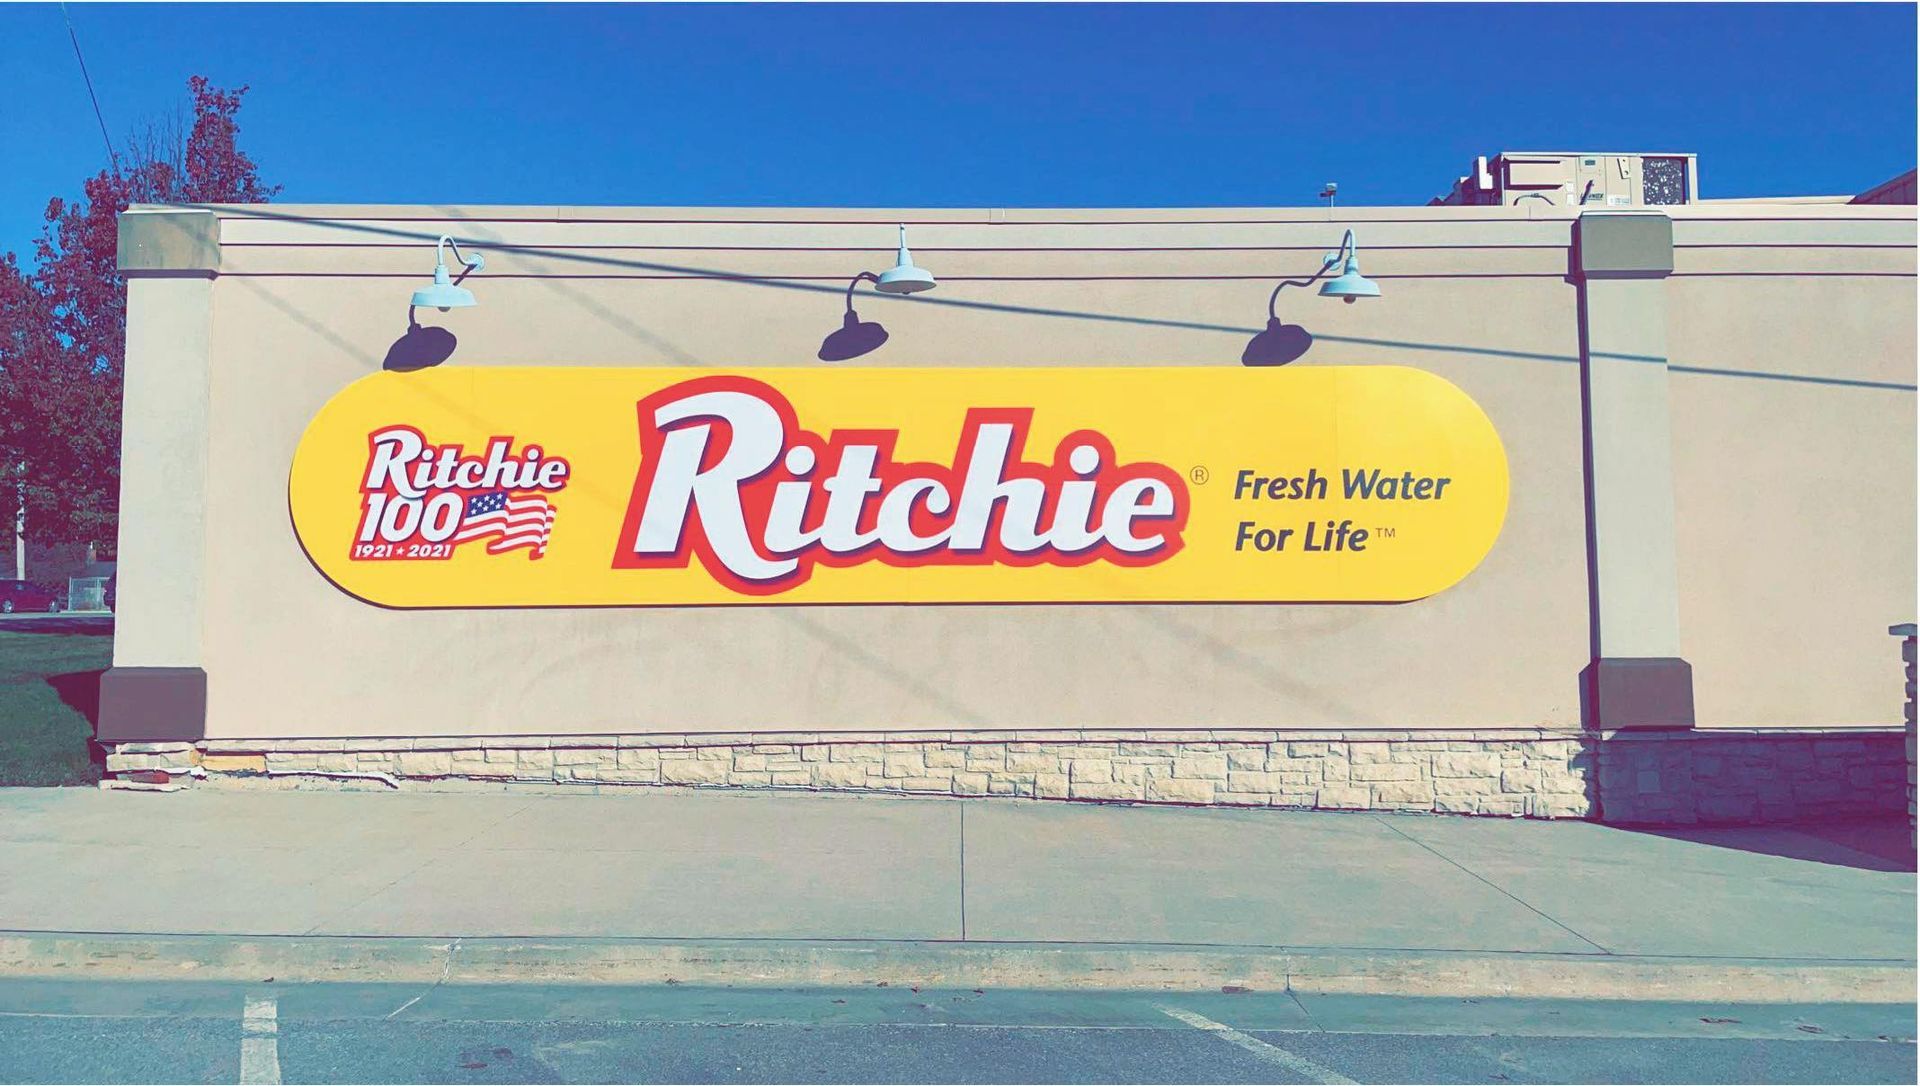 Ritchie
100
1921 ★ 2021
Ritchie®
Fresh Water
For Life™